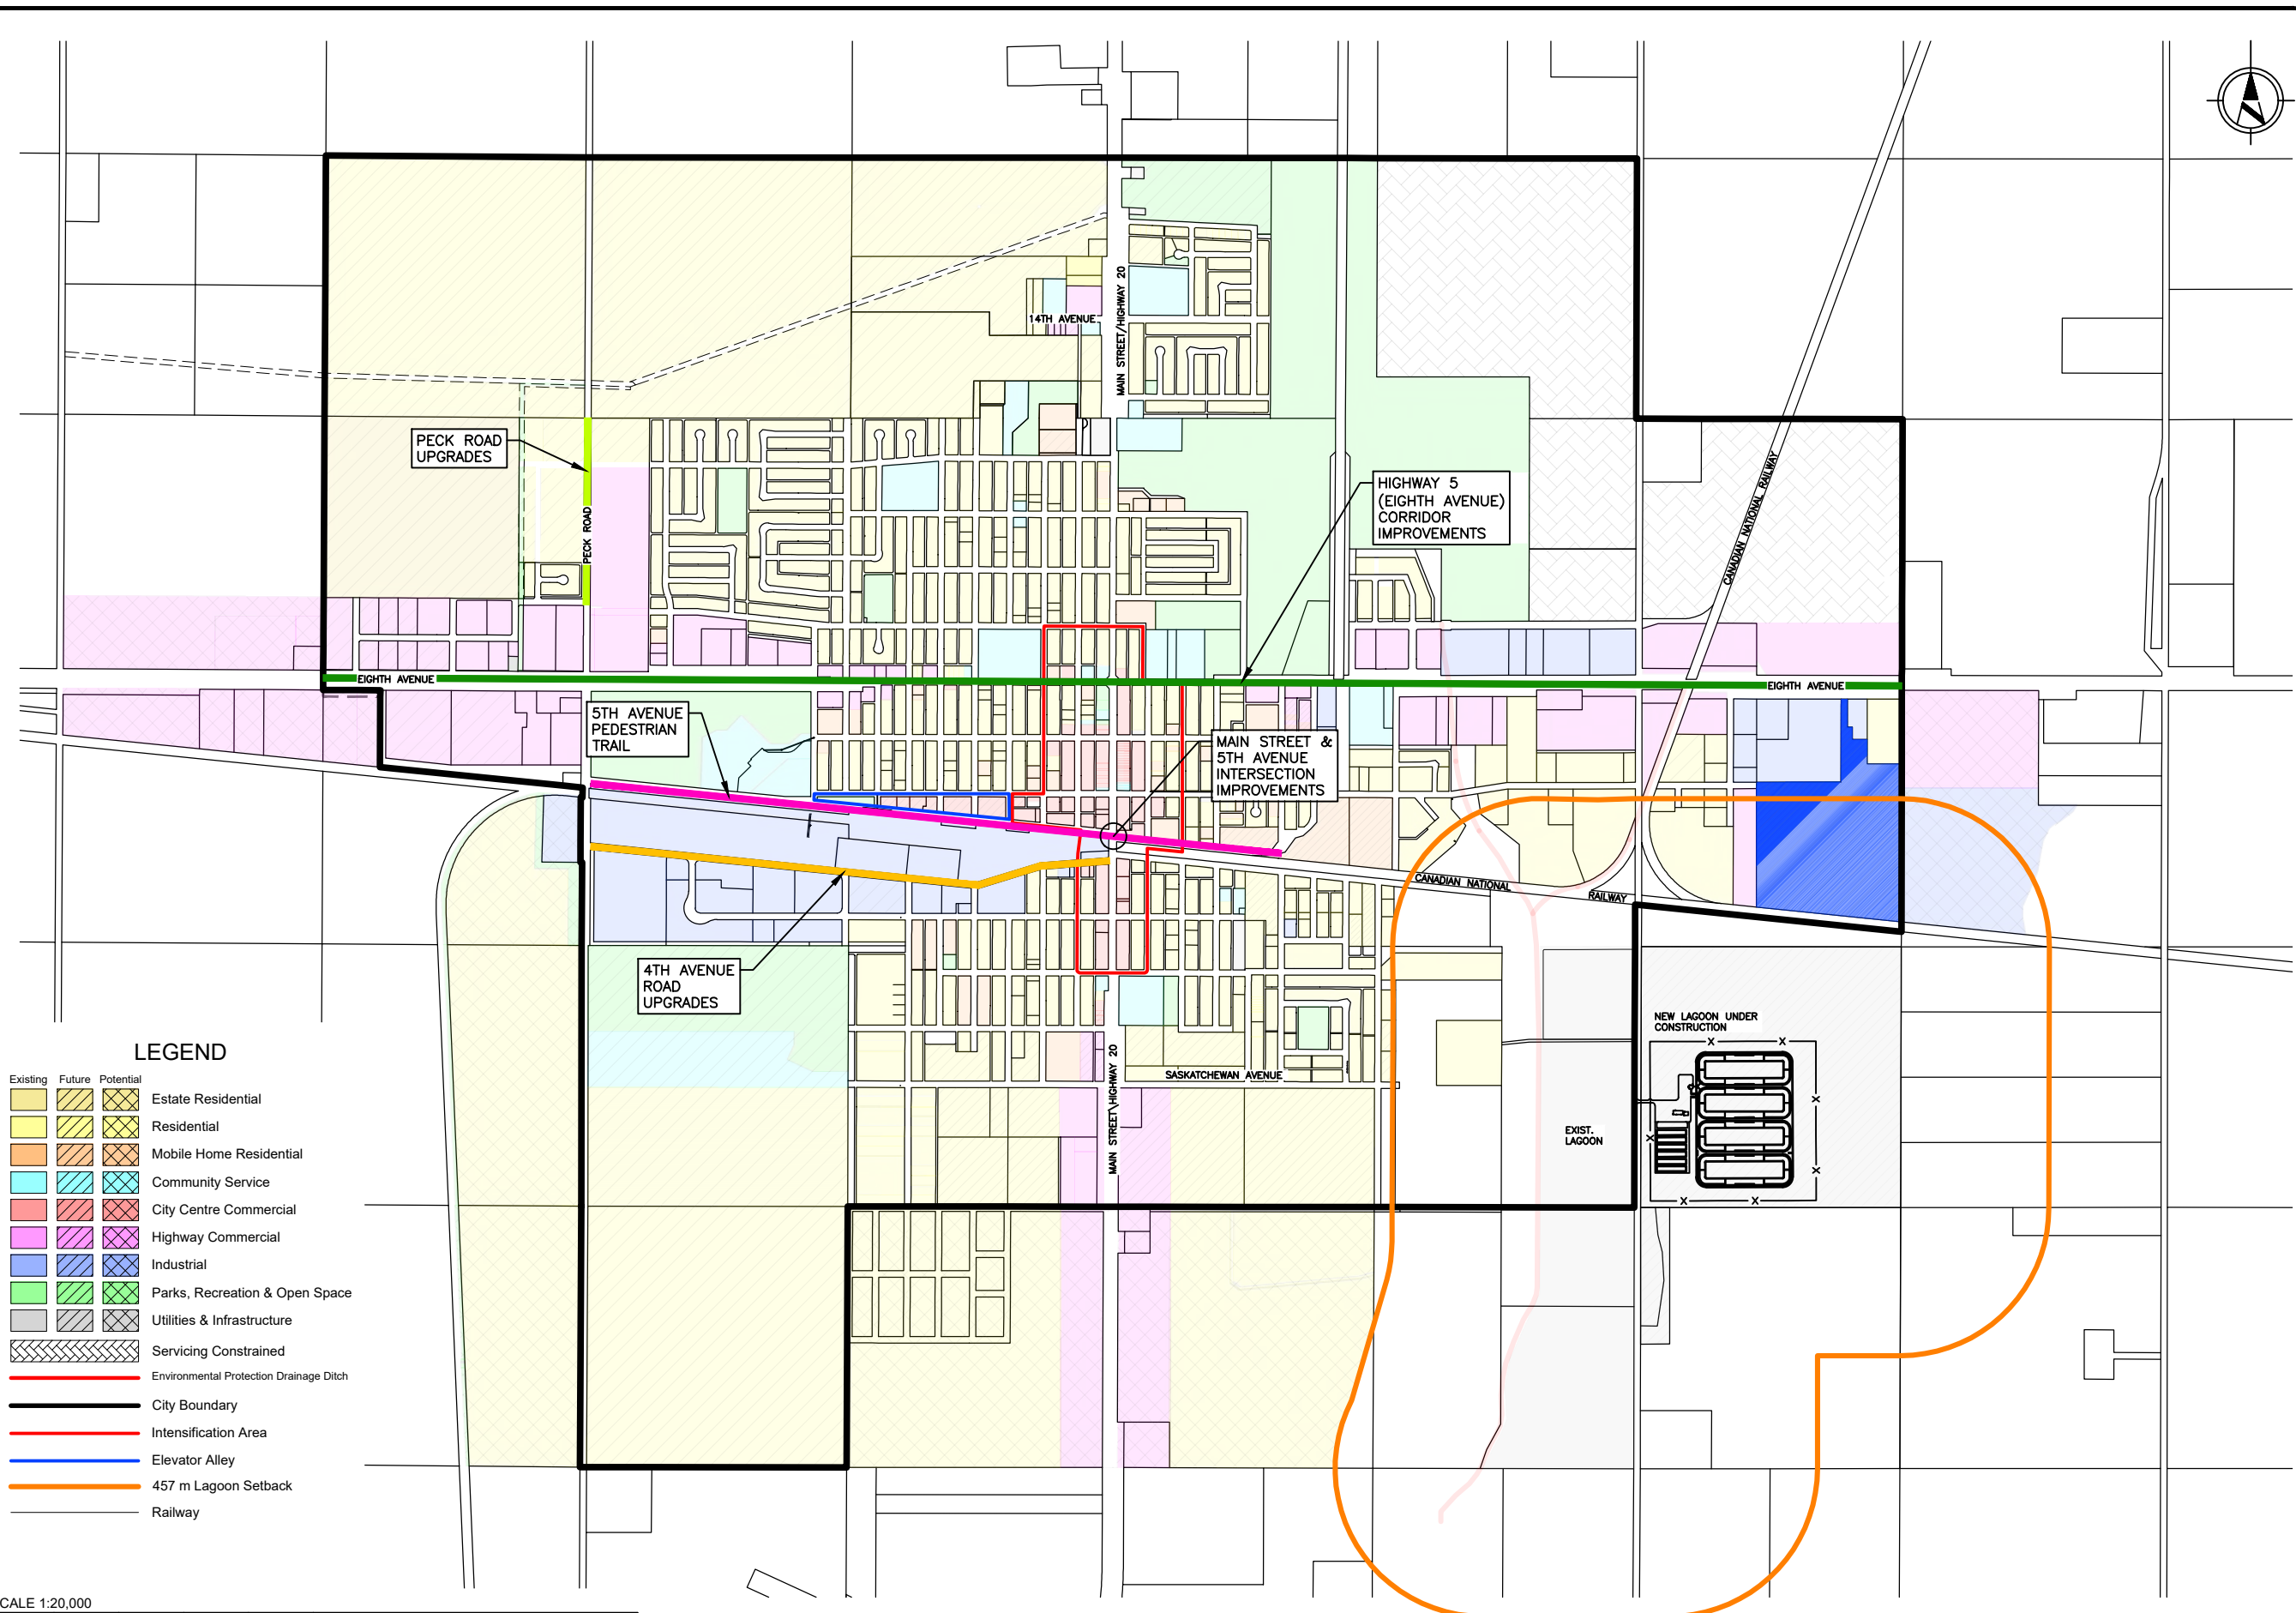 MAIN STREET/HIGHWAY 20
14TH AVENUE
PECK ROAD
UPGRADES
PECK ROAD
HIGHWAY 5
(EIGHTH AVENUE)
CORRIDOR
IMPROVEMENTS
CANADIAN NATIONAL RAILWAY
EIGHTH AVENUE
EIGHTH AVENUE
5TH AVENUE
PEDESTRIAN
TRAIL
MAIN STREET &
5TH AVENUE
INTERSECTION
IMPROVEMENTS
CANADIAN NATIONAL
RAILWAY
4TH AVENUE
ROAD
UPGRADES
NEW LAGOON UNDER
CONSTRUCTION
X X
X
X
X
X X
MAIN STREET\HIGHWAY 20
SASKATCHEWAN AVENUE
EXIST.
LAGOON
LEGEND
Existing Future Potential
Estate Residential
Residential
Mobile Home Residential
Community Service
City Centre Commercial
Highway Commercial
Industrial
Parks, Recreation & Open Space
Utilities & Infrastructure
Servicing Constrained
Environmental Protection Drainage Ditch
City Boundary
Intensification Area
Elevator Alley
457 m Lagoon Setback
Railway
CALE 1:20,000